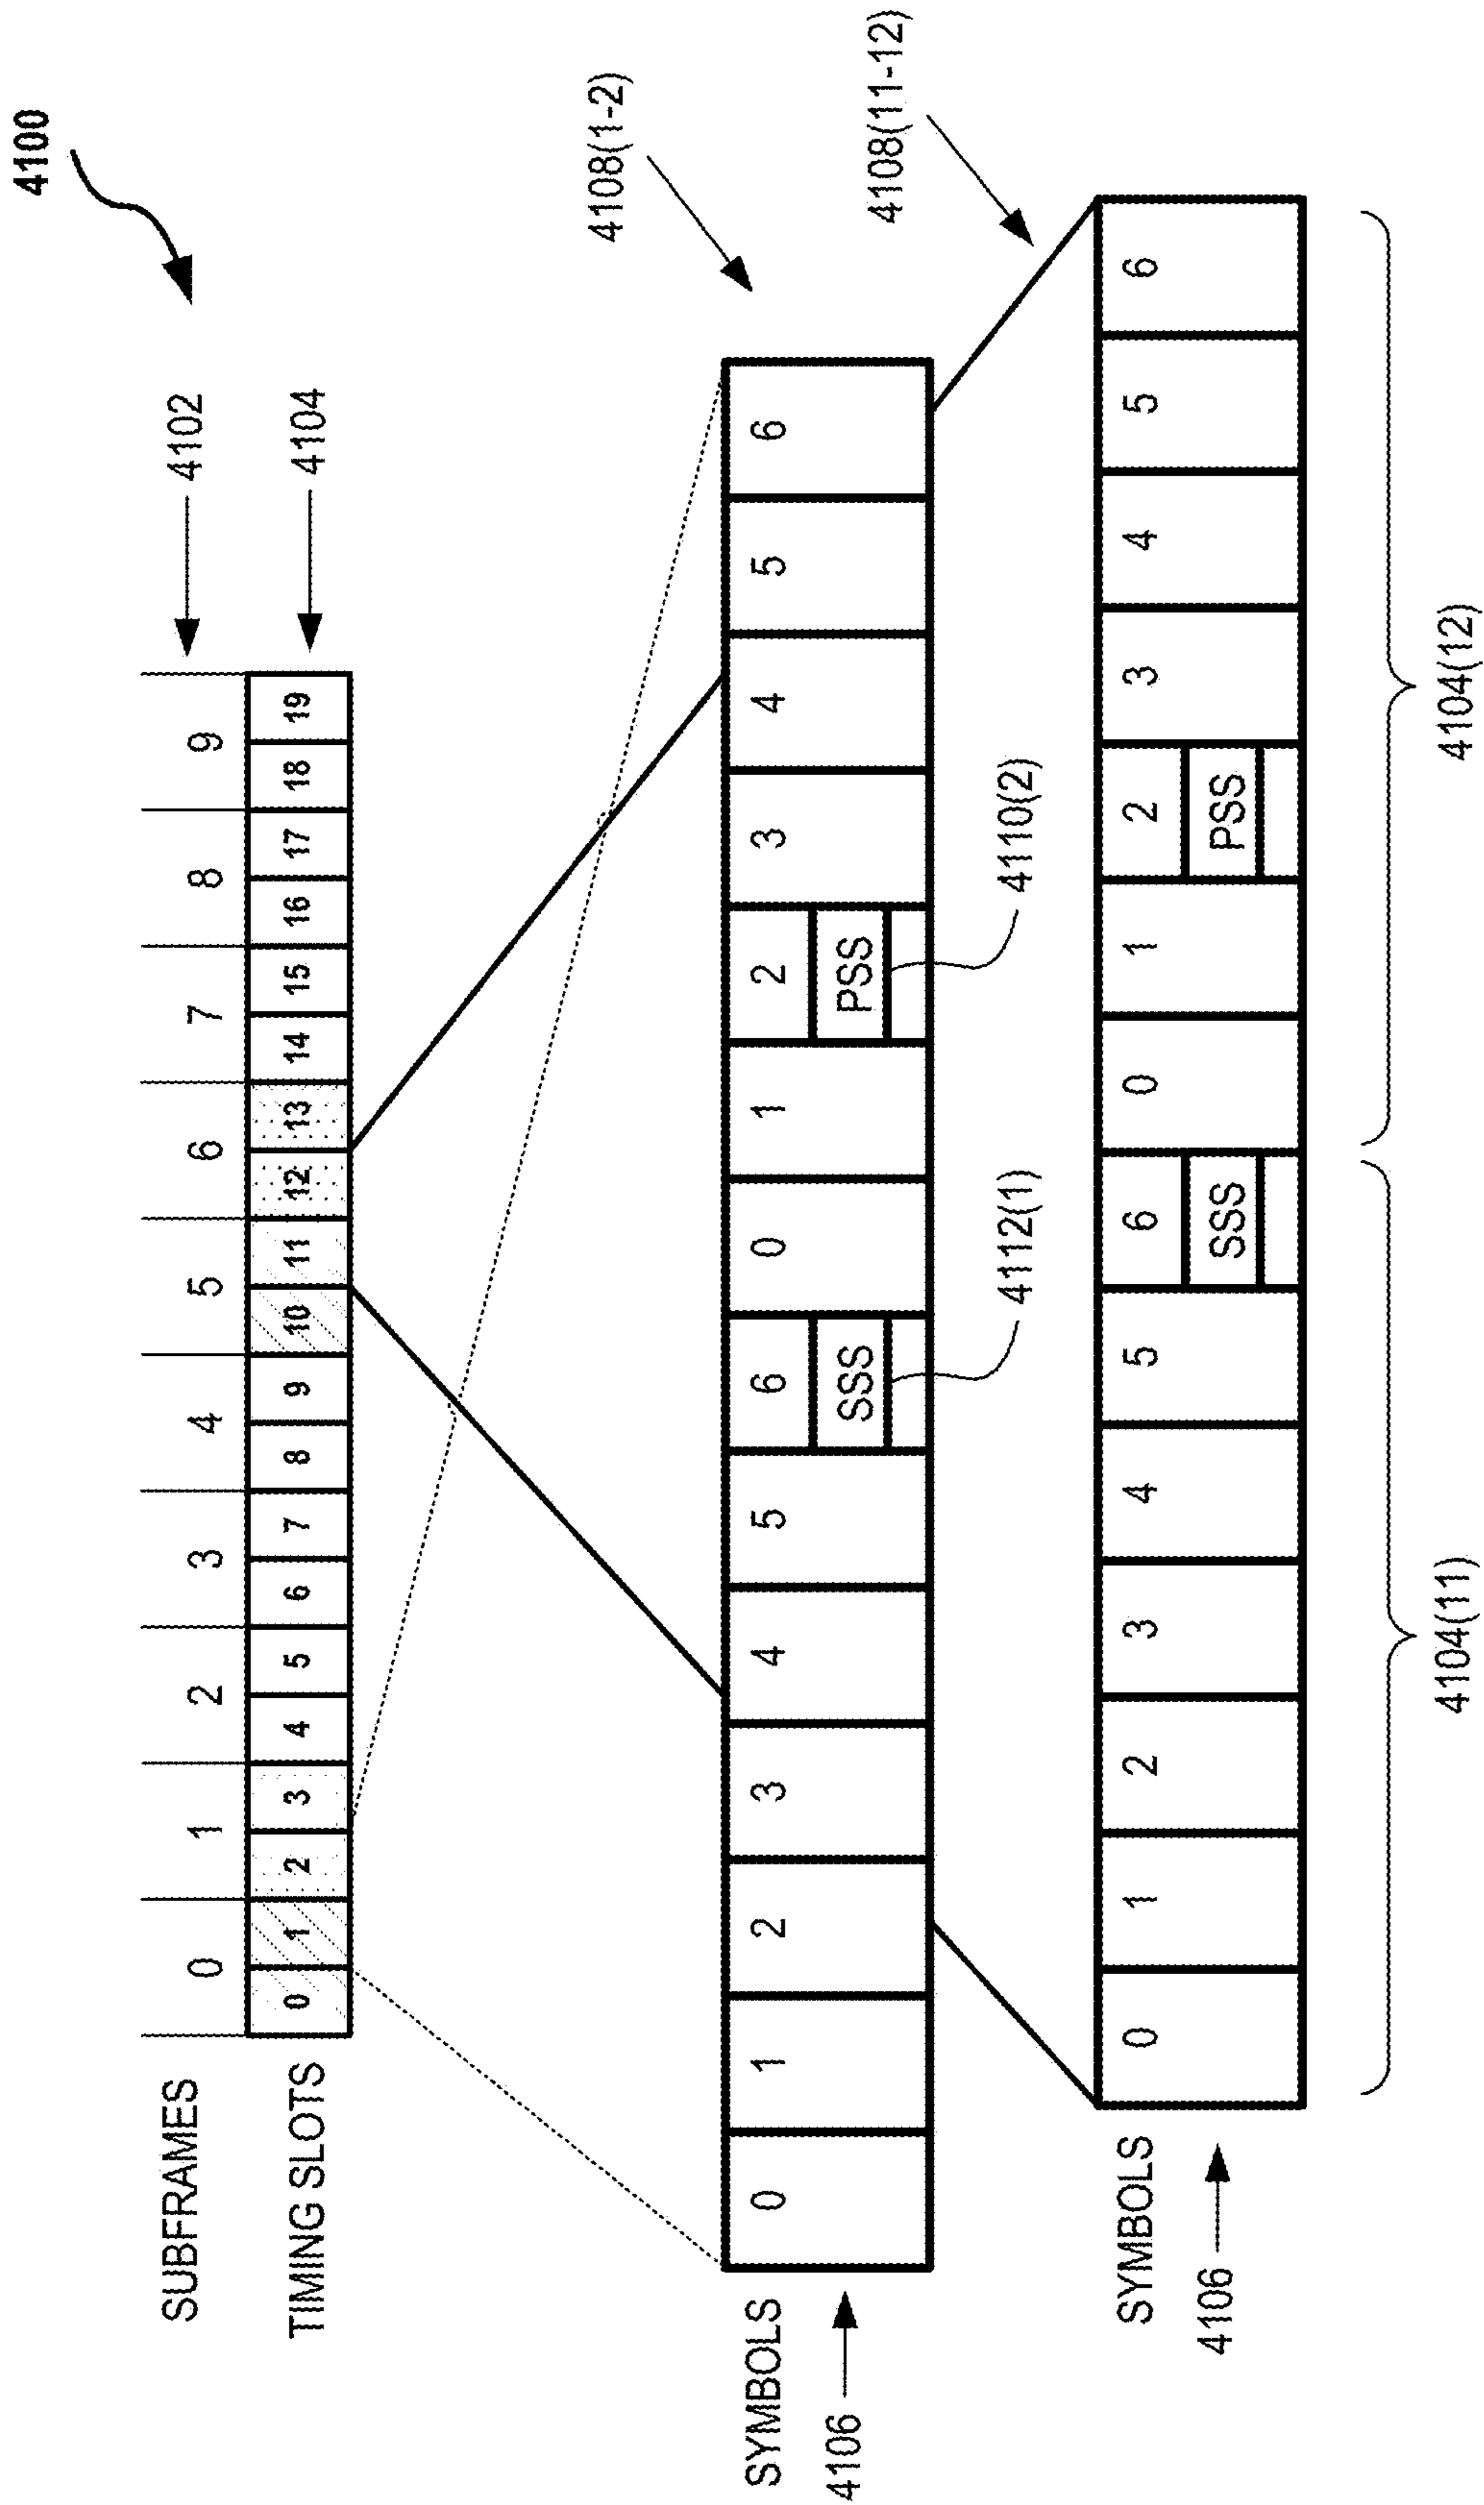 4100
4102
SUBFRAMES 0 1 2 3 4 5 6 7 8 9
4104
TIMING SLOTS 0 1 2 3 4 5 6 7 8 9 10 11 12 13 14 15 16 17 18 19
4108(1-2)
SYMBOLS 0 1 2 3 4 5 6 0 1 2 3 4 5 6
4106 SSS PSS
4112(1) 4110(2)
4108(11-12)
SYMBOLS 0 1 2 3 4 5 6 0 1 2 3 4 5 6
4106 SSS PSS
4104(11) 4104(12)